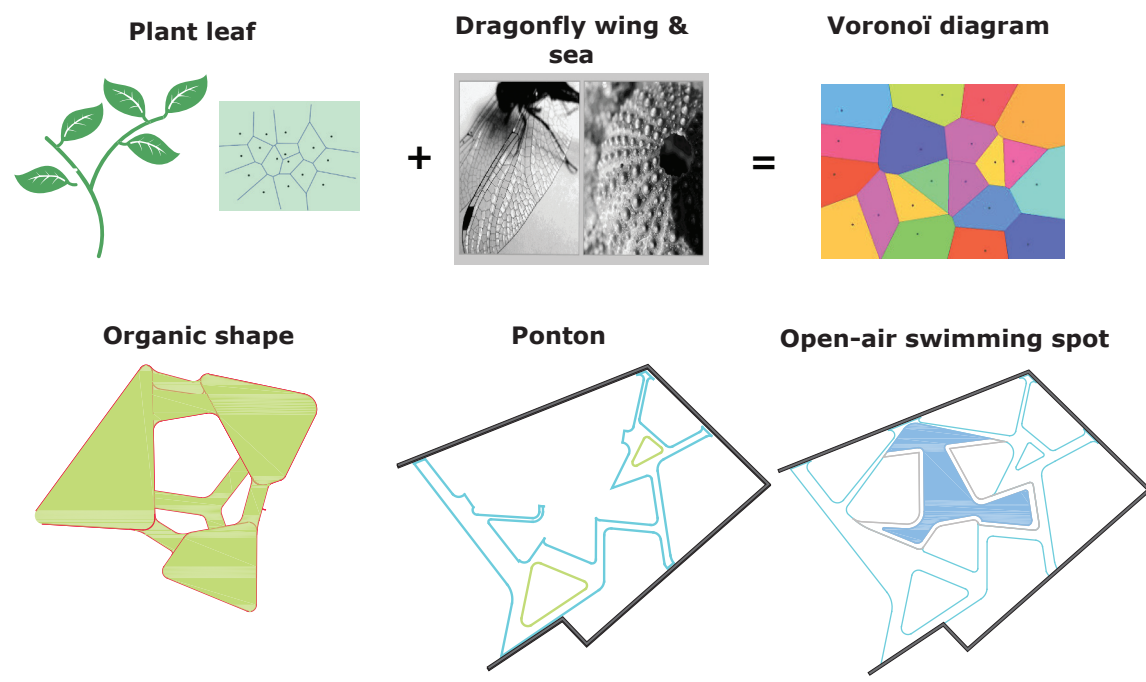 Plant leaf
Dragonfly wing &
sea
Voronoï diagram
+
=
Organic shape
Ponton
Open-air swimming spot